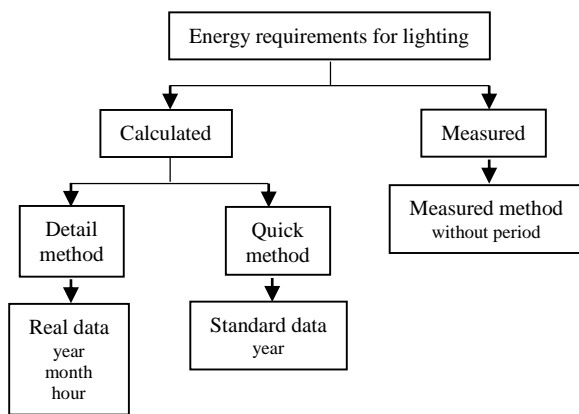 Energy requirements for lighting
Calculated
Measured
Detail
method
Quick
method
Measured method
without period
Real data
year
month
hour
Standard data
year